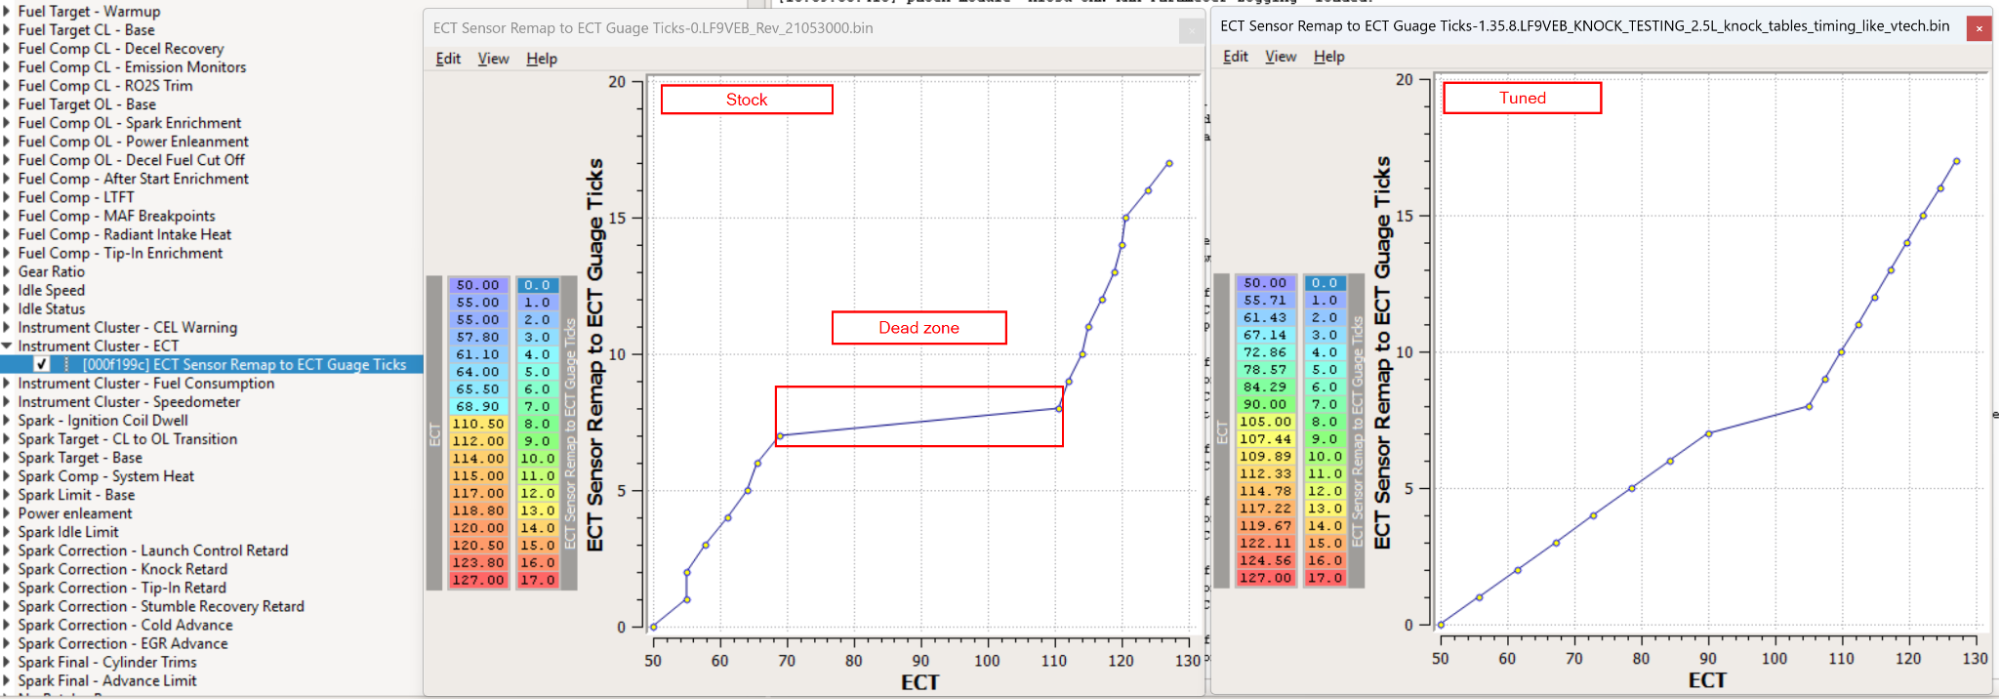 Fuel Target - Warmup
Fuel Target CL - Base
Fuel Comp CL - Decel Recovery
Fuel Comp CL - Emission Monitors
Fuel Comp CL - RO2S Trim
Fuel Target OL - Base
Fuel Comp OL - Spark Enrichment
Fuel Comp OL - Power Enleanment
Fuel Comp OL - Decel Fuel Cut Off
Fuel Comp - After Start Enrichment
Fuel Comp - LTFT
Fuel Comp - MAF Breakpoints
Fuel Comp - Radiant Intake Heat
Fuel Comp - Tip-In Enrichment
Gear Ratio
Idle Speed
Idle Status
Instrument Cluster - CEL Warning
Instrument Cluster - ECT
[000f199c] ECT Sensor Remap to ECT Guage Ticks
Instrument Cluster - Fuel Consumption
Instrument Cluster - Speedometer
Spark - Ignition Coil Dwell
Spark Target - CL to OL Transition
Spark Target - Base
Spark Comp - System Heat
Spark Limit - Base
Power enleament
Spark Idle Limit
Spark Correction - Launch Control Retard
Spark Correction - Knock Retard
Spark Correction - Tip-In Retard
Spark Correction - Stumble Recovery Retard
Spark Correction - Cold Advance
Spark Correction - EGR Advance
Spark Final - Cylinder Trims
Spark Final - Advance Limit
ECT Sensor Remap to ECT Guage Ticks-0.LF9VEB_Rev_21053000.bin
Edit View Help
ECT
50.00 0.0
55.00 1.0
55.00 2.0
57.80 3.0
61.10 4.0
64.00 5.0
65.50 6.0
68.90 7.0
110.50 8.0
112.00 9.0
114.00 10.0
115.00 11.0
117.00 12.0
118.80 13.0
120.00 14.0
120.50 15.0
123.80 16.0
127.00 17.0
ECT Sensor Remap to ECT Guage Ticks
ECT Sensor Remap to ECT Guage Ticks
20
15
10
5
0
Stock
Dead zone
50 60 70 80 90 100 110 120 130
ECT
ECT Sensor Remap to ECT Guage Ticks-1.35.8.LF9VEB_KNOCK_TESTING_2.5L_knock_tables_timing_like_vtech.bin
Edit View Help
ECT
50.00 0.0
55.71 1.0
61.43 2.0
67.14 3.0
72.86 4.0
78.57 5.0
84.29 6.0
90.00 7.0
105.00 8.0
107.44 9.0
109.89 10.0
112.33 11.0
114.78 12.0
117.22 13.0
119.67 14.0
122.11 15.0
124.56 16.0
127.00 17.0
ECT Sensor Remap to ECT Guage Ticks
ECT Sensor Remap to ECT Guage Ticks
20
15
10
5
0
Tuned
50 60 70 80 90 100 110 120 130
ECT